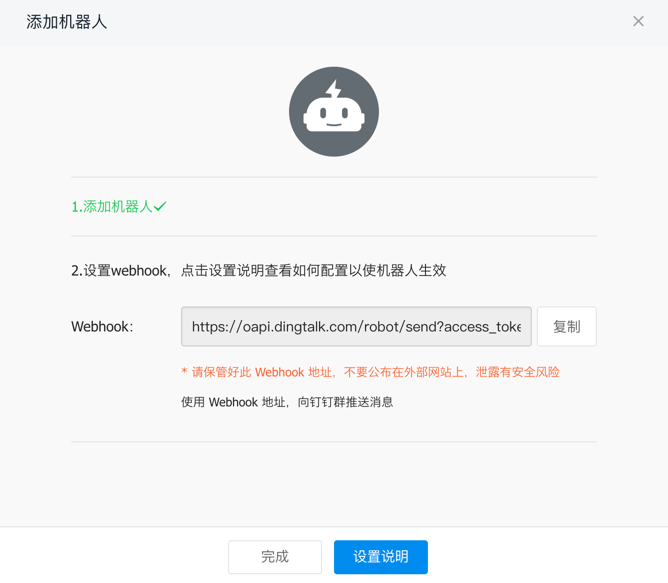 添加机器人
1.添加机器人
2.设置webhook，点击设置说明查看如何配置以使机器人生效
Webhook:
https://oapi.dingtalk.com/robot/send?access_toke
复制
* 请保管好此 Webhook 地址，不要公布在外部网站上，泄露有安全风险
使用 Webhook 地址，向钉钉群推送消息
完成
设置说明